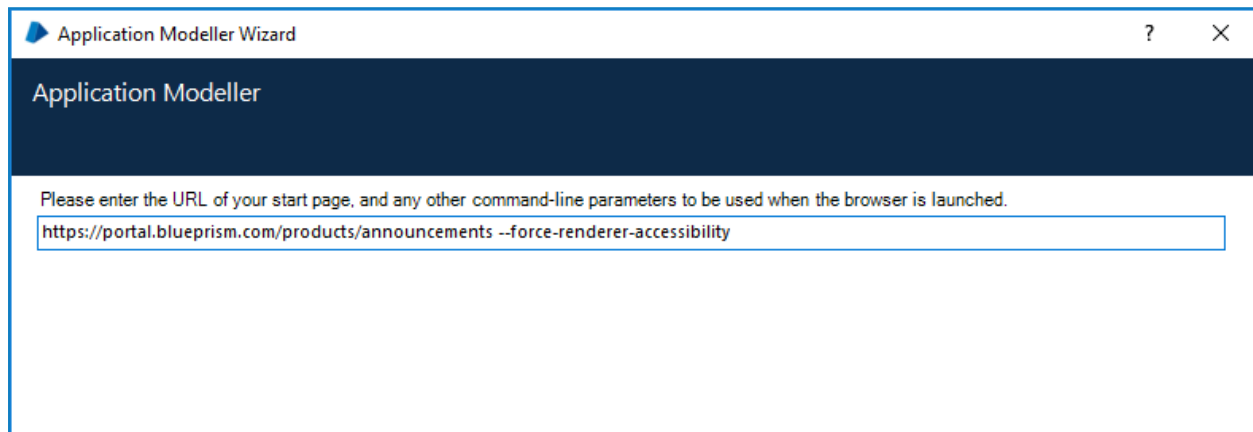 Application Modeller Wizard
Application Modeller
Please enter the URL of your start page, and any other command-line parameters to be used when the browser is launched.
https://portal.blueprism.com/products/announcements --force-renderer-accessibility